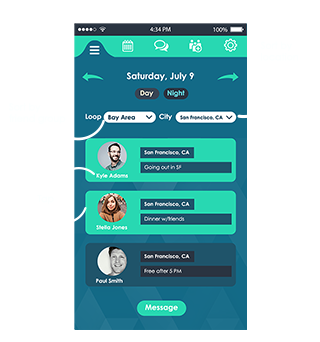 4:34 PM
100%
Saturday, July 9
Day Night
Loop Bay Area City San Francisco, CA
San Francisco, CA
Going out in SF
Kyle Adams
San Francisco, CA
Dinner w/friends
Stella Jones
San Francisco, CA
Free after 5 PM
Paul Smith
Message